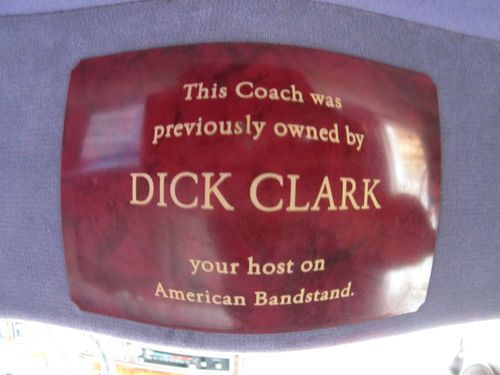 This Coach was
previously owned by
DICK CLARK
your host on
American Bandstand.